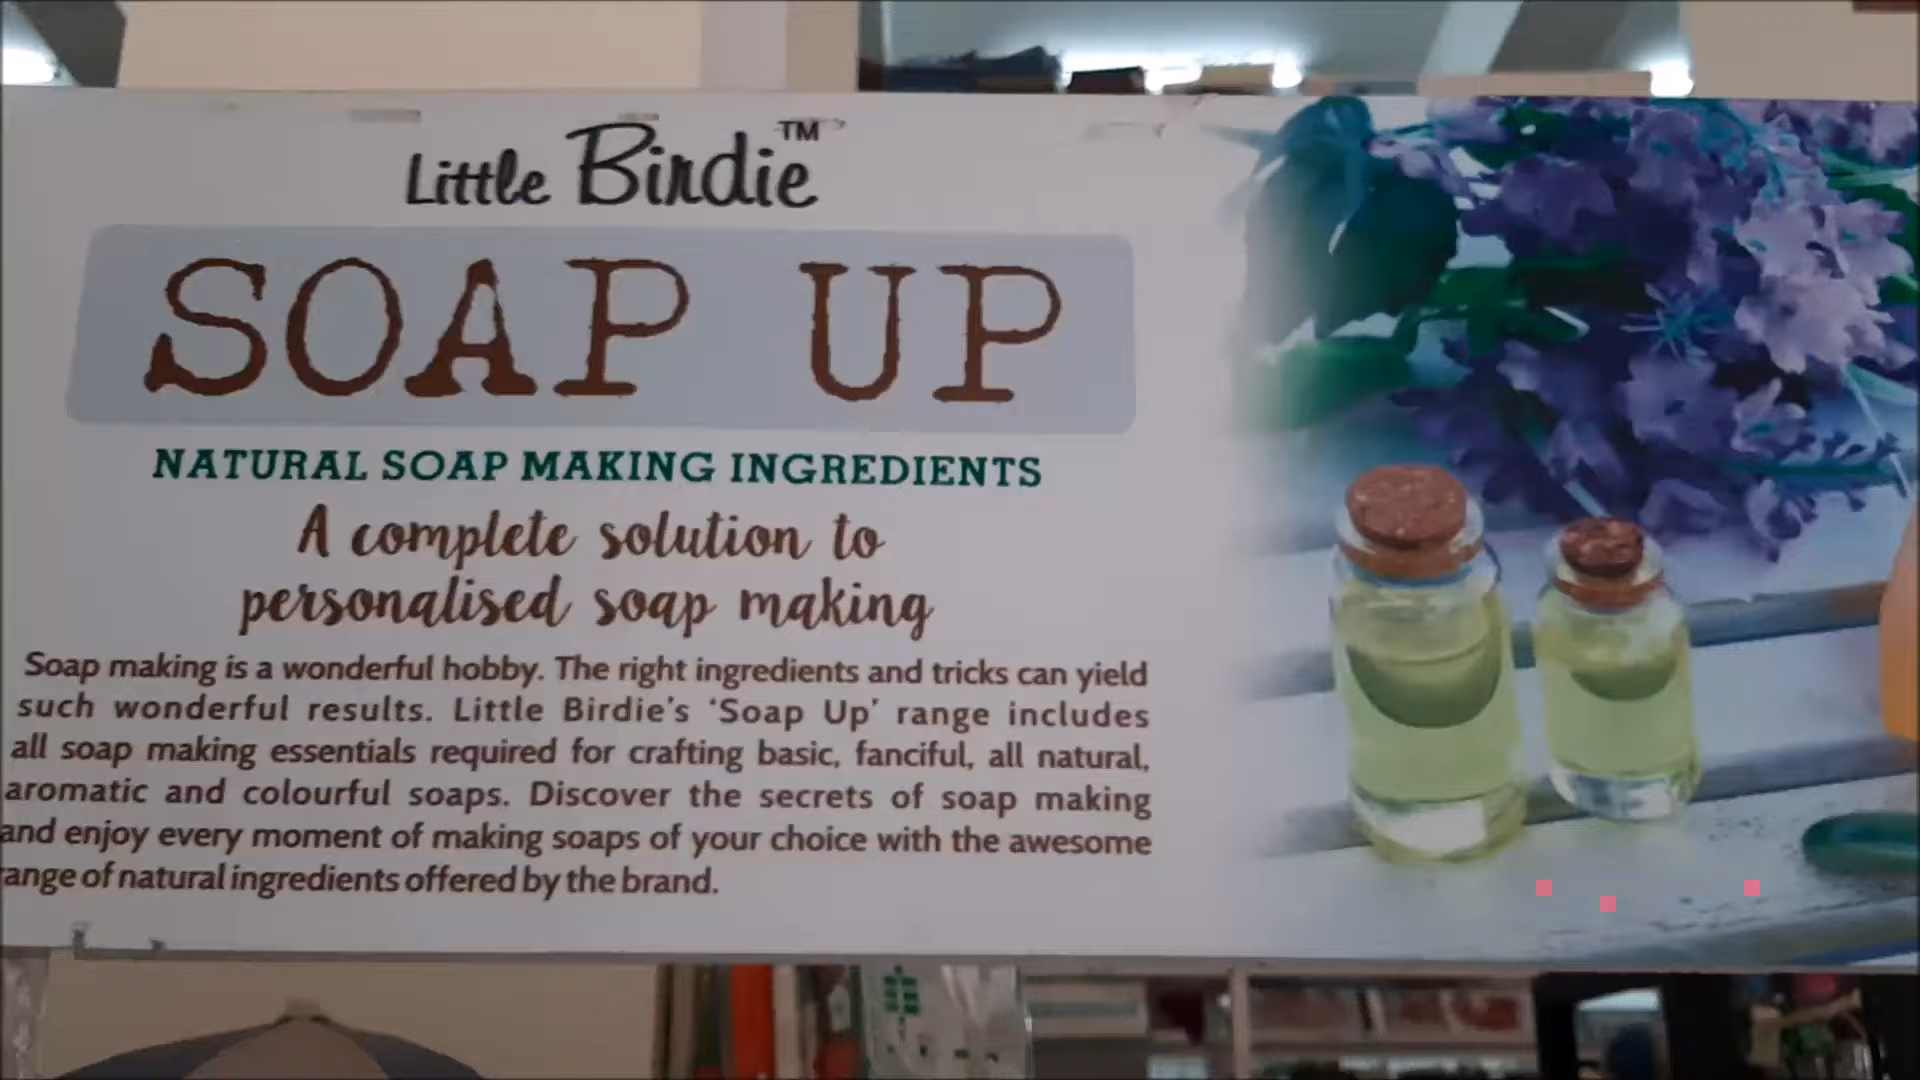 Little Birdie™
SOAP UP
NATURAL SOAP MAKING INGREDIENTS
A complete solution to
personalised soap making
Soap making is a wonderful hobby. The right ingredients and tricks can yield
such wonderful results. Little Birdie's 'Soap Up' range includes
all soap making essentials required for crafting basic, fanciful, all natural,
aromatic and colourful soaps. Discover the secrets of soap making
and enjoy every moment of making soaps of your choice with the awesome
ange of natural ingredients offered by the brand.